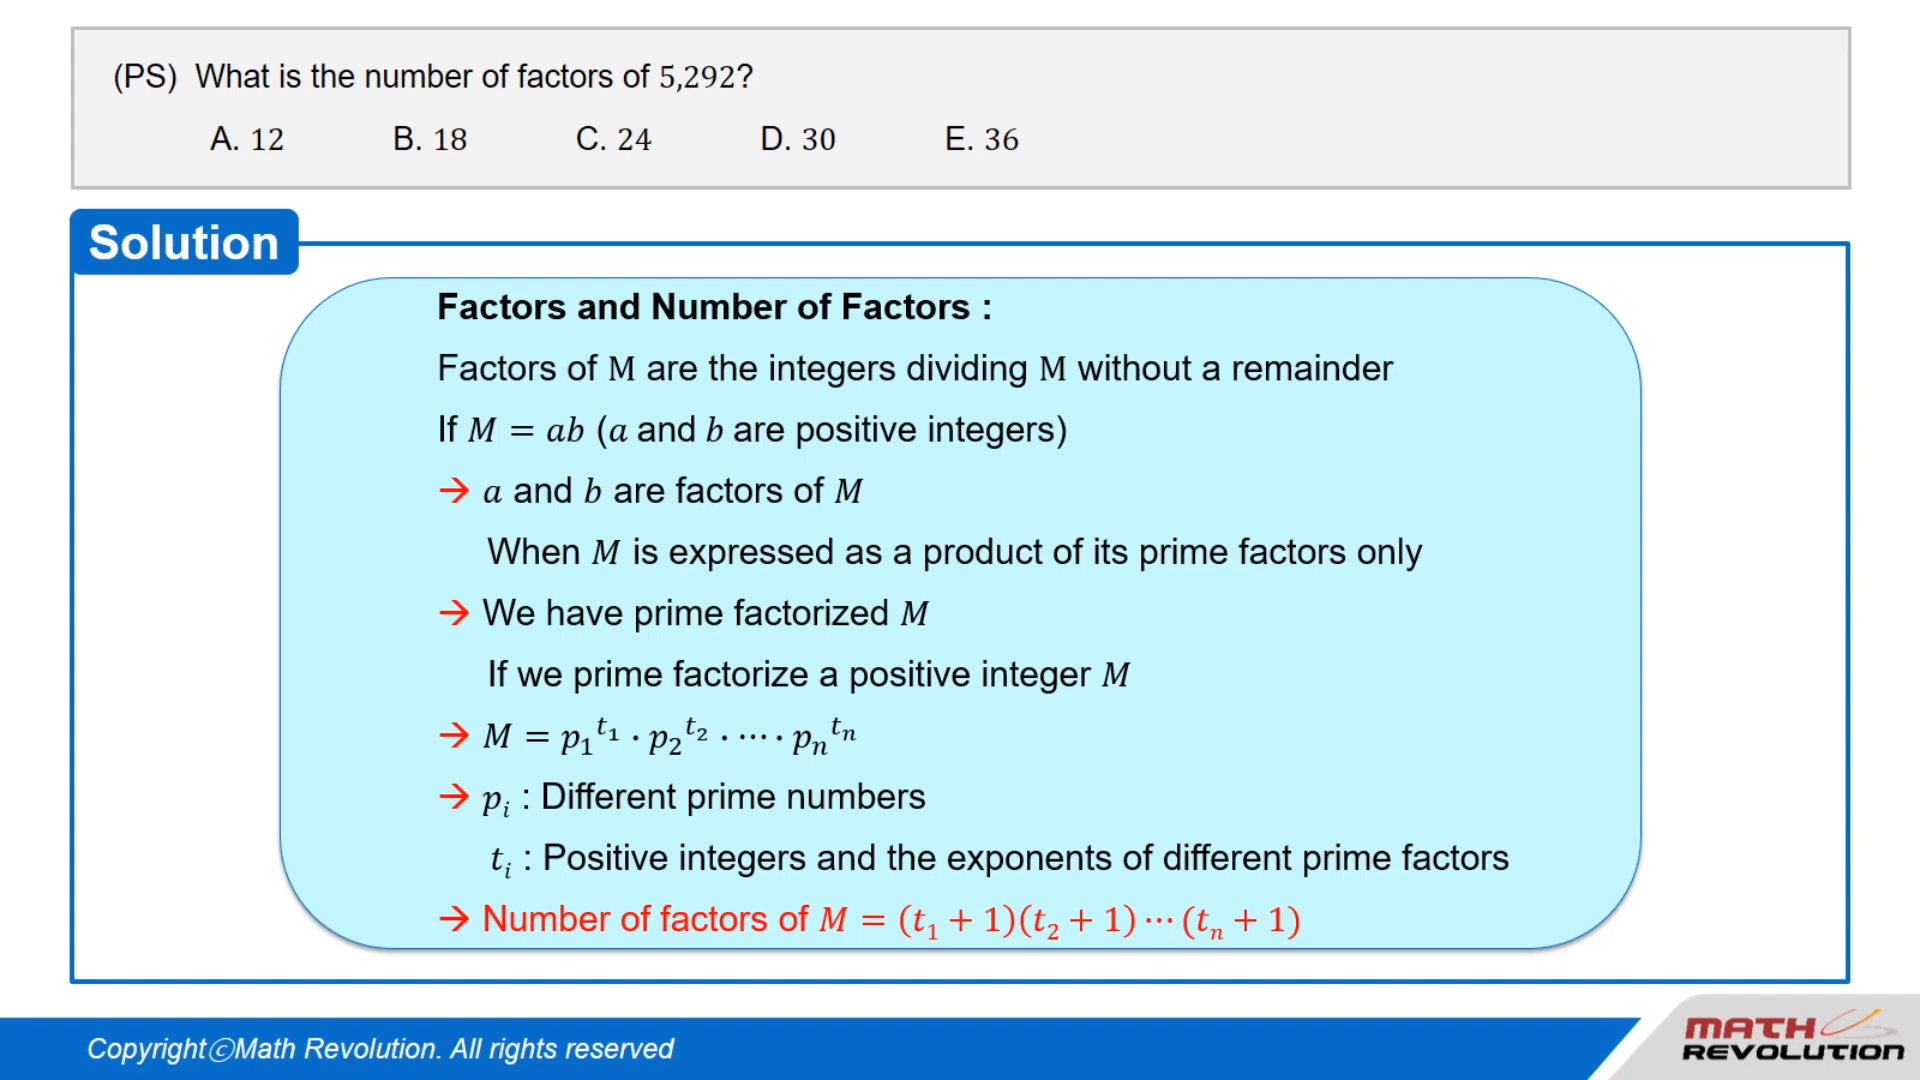 (PS) What is the number of factors of 5,292?
A. 12 B. 18 C. 24 D. 30 E. 36
Solution
Factors and Number of Factors :
Factors of M are the integers dividing M without a remainder
If M = ab (a and b are positive integers)
→ a and b are factors of M
When M is expressed as a product of its prime factors only
→ We have prime factorized M
If we prime factorize a positive integer M
→ M = p₁^t₁ · p₂^t₂ · ⋯ · pₙ^tₙ
→ pᵢ : Different prime numbers
tᵢ : Positive integers and the exponents of different prime factors
→ Number of factors of M = (t₁ + 1)(t₂ + 1) ⋯ (tₙ + 1)
CopyrightⓒMath Revolution. All rights reserved
MATH
REVOLUTION